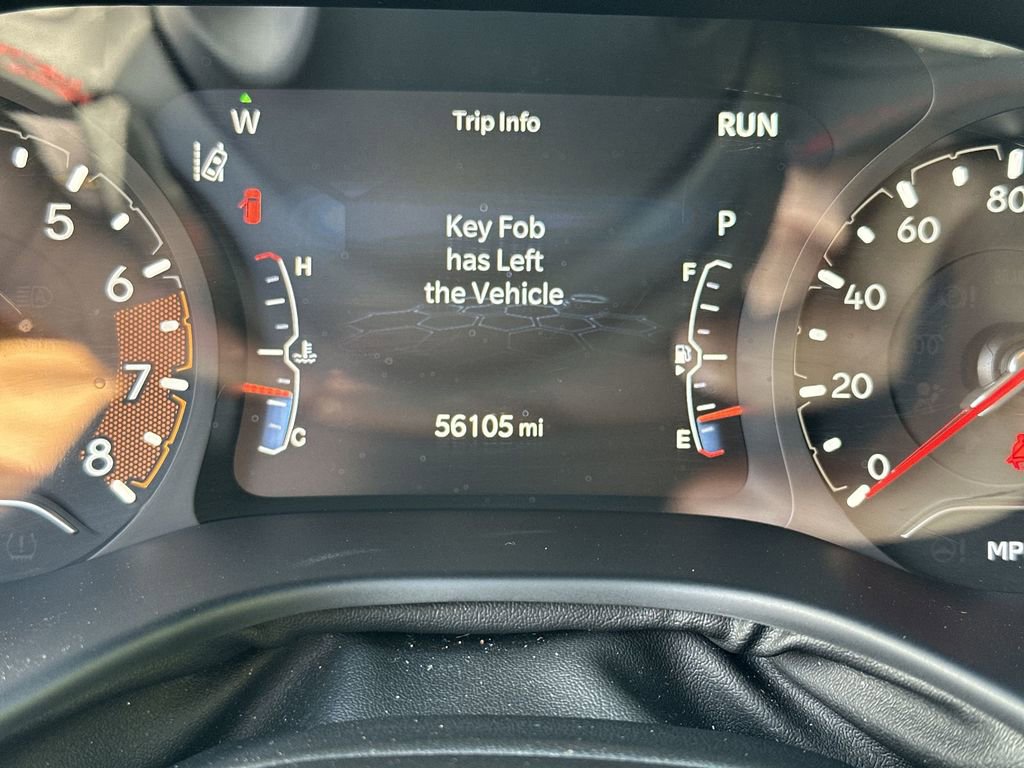 W
Trip Info
RUN
Key Fob
has Left
the Vehicle
P
H
C
F
E
56105 mi
5
6
7
8
80
60
40
20
0
MP